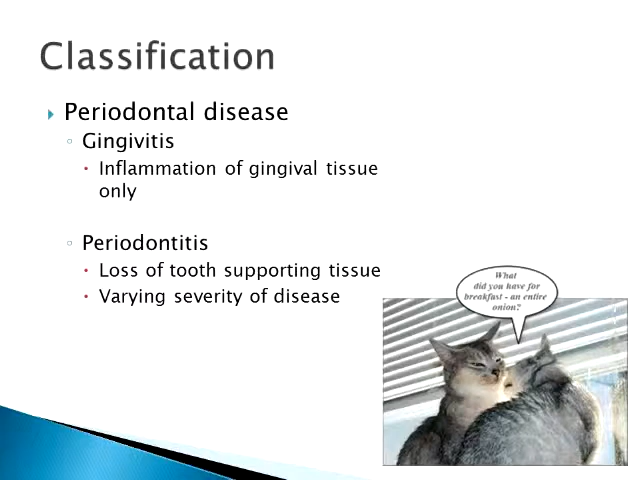 Classification
Periodontal disease
Gingivitis
Inflammation of gingival tissue
only
Periodontitis
Loss of tooth supporting tissue
Varying severity of disease
What
did you have for
breakfast - an entire
onion?